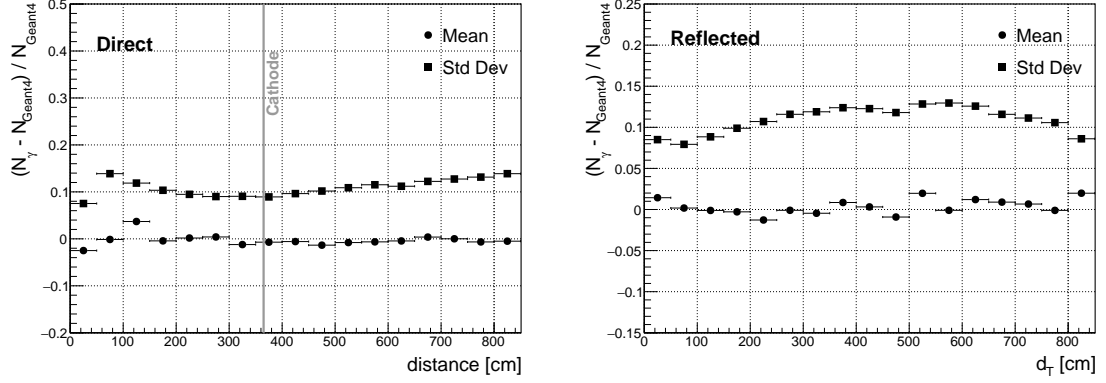 (N_γ - N_Geant4) / N_Geant4
0.5
0.4
0.3
0.2
0.1
0
−0.1
−0.2
0 100 200 300 400 500 600 700 800
distance [cm]
Direct
Cathode
Mean
Std Dev
(N_γ - N_Geant4) / N_Geant4
0.25
0.2
0.15
0.1
0.05
0
−0.05
−0.1
−0.15
0 100 200 300 400 500 600 700 800
d_T [cm]
Reflected
Mean
Std Dev